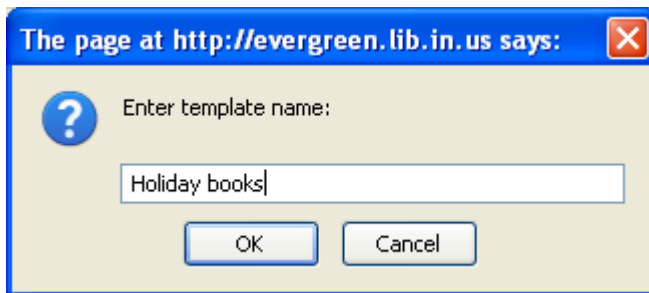 The page at http://evergreen.lib.in.us says:
?
Enter template name:
Holiday books
OK
Cancel